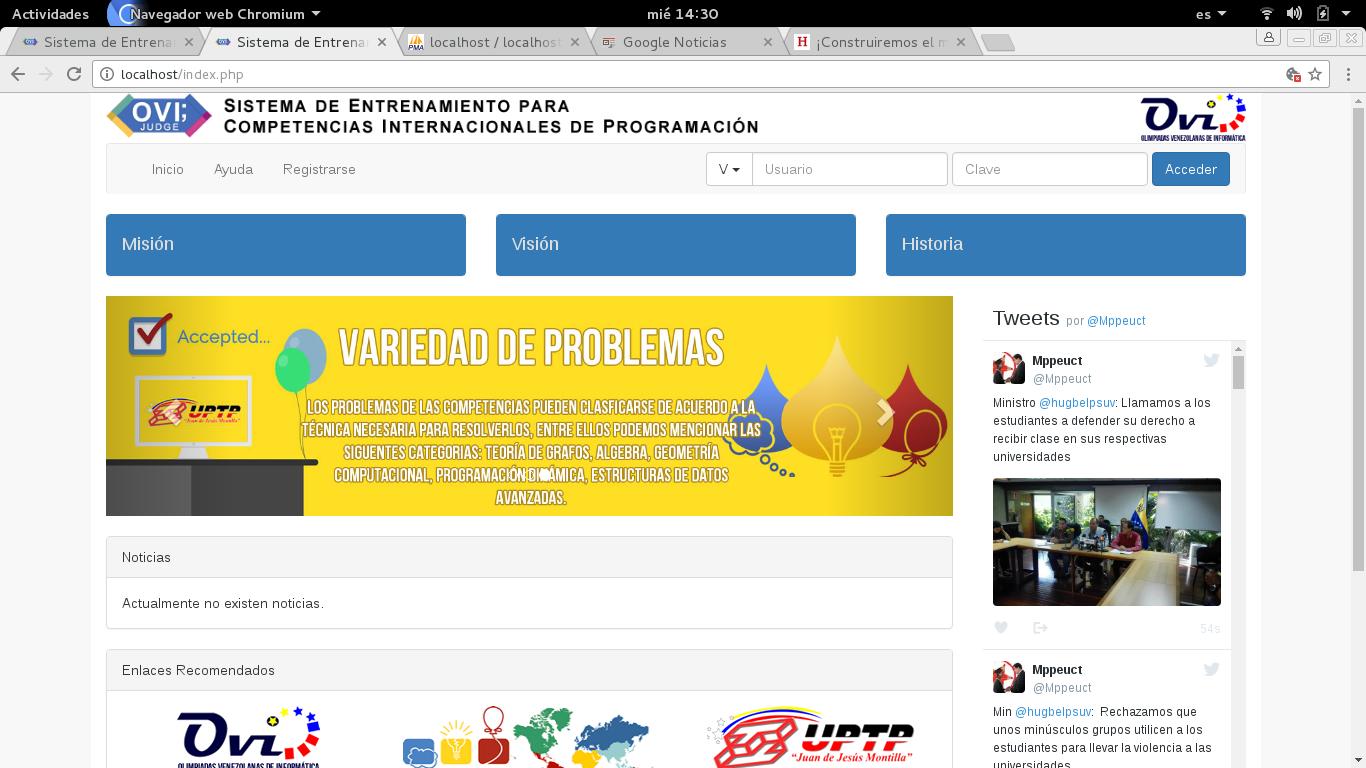 Actividades Navegador web Chromium mié 14:30 es
Sistema de Entrena Sistema de Entrena localhost / localhost Google Noticias ¡Construiremos el m
localhost/index.php
OVI; JUDGE
SISTEMA DE ENTRENAMIENTO PARA
COMPETENCIAS INTERNACIONALES DE PROGRAMACIÓN
Ovi
OLIMPIADAS VENEZOLANAS DE INFORMÁTICA
Inicio Ayuda Registrarse V Usuario Clave Acceder
Misión Visión Historia
Accepted...
VARIEDAD DE PROBLEMAS
UPTP
"Juan de Jesús Montilla"
LOS PROBLEMAS DE LAS COMPETENCIAS PUEDEN CLASFICARSE DE ACUERDO A LA
TÉCNICA NECESARIA PARA RESOLVERLOS, ENTRE ELLOS PODEMOS MENCIONAR LAS
SIGUENTES CATEGORIAS: TEORÍA DE GRAFOS, ALGEBRA, GEOMETRÍA
COMPUTACIONAL, PROGRAMACIÓN DINÁMICA, ESTRUCTURAS DE DATOS
AVANZADAS.
Noticias
Actualmente no existen noticias.
Enlaces Recomendados
Ovi
OLIMPIADAS VENEZOLANAS DE INFORMÁTICA
UPTP
"Juan de Jesús Montilla"
Tweets por @Mppeuct
Mppeuct
@Mppeuct
Ministro @hugbelpsuv: Llamamos a los
estudiantes a defender su derecho a
recibir clase en sus respectivas
universidades
54s
Mppeuct
@Mppeuct
Min @hugbelpsuv: Rechazamos que
unos minúsculos grupos utilicen a los
estudiantes para llevar la violencia a las
universidades